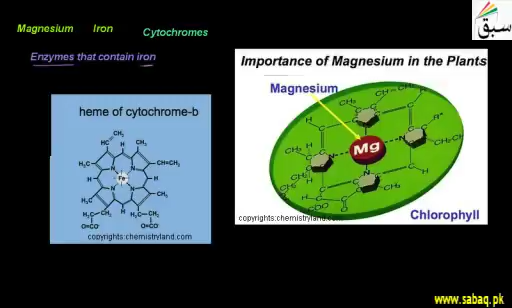 Magnesium Iron Cytochromes
سبق
Enzymes that contain iron
Importance of Magnesium in the Plants
Magnesium
Mg
heme of cytochrome-b
Fe
copyrights:chemistryland.com
copyrights:chemistryland.com
Chlorophyll
www.sabaq.pk